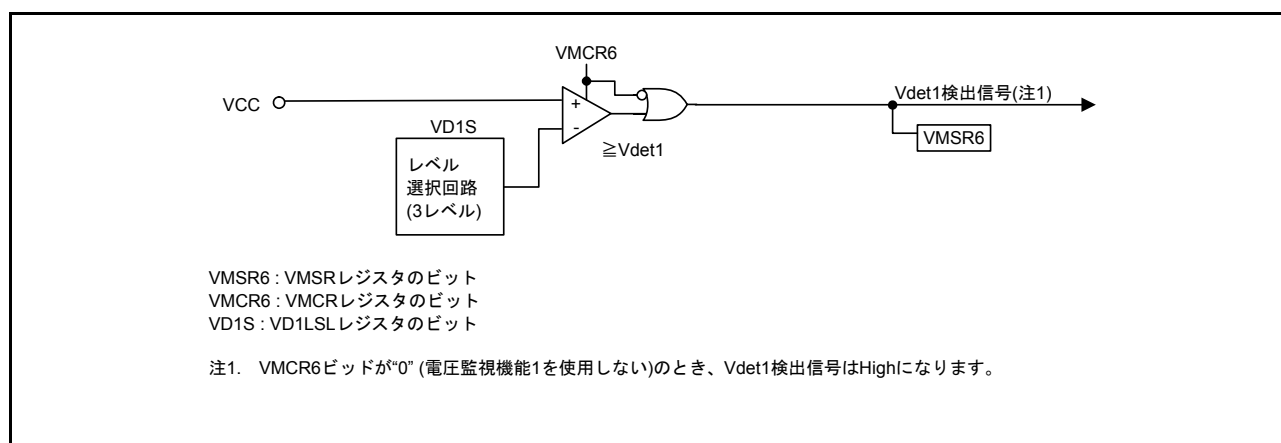 VMCR6
VCC
Vdet1検出信号(注1)
+
VD1S
-
VMSR6
≧Vdet1
レベル
選択回路
(3レベル)
VMSR6 : VMSRレジスタのビット
VMCR6 : VMCRレジスタのビット
VD1S : VD1LSLレジスタのビット
注1. VMCR6ビッドが“0” (電圧監視機能1を使用しない)のとき、Vdet1検出信号はHighになります。